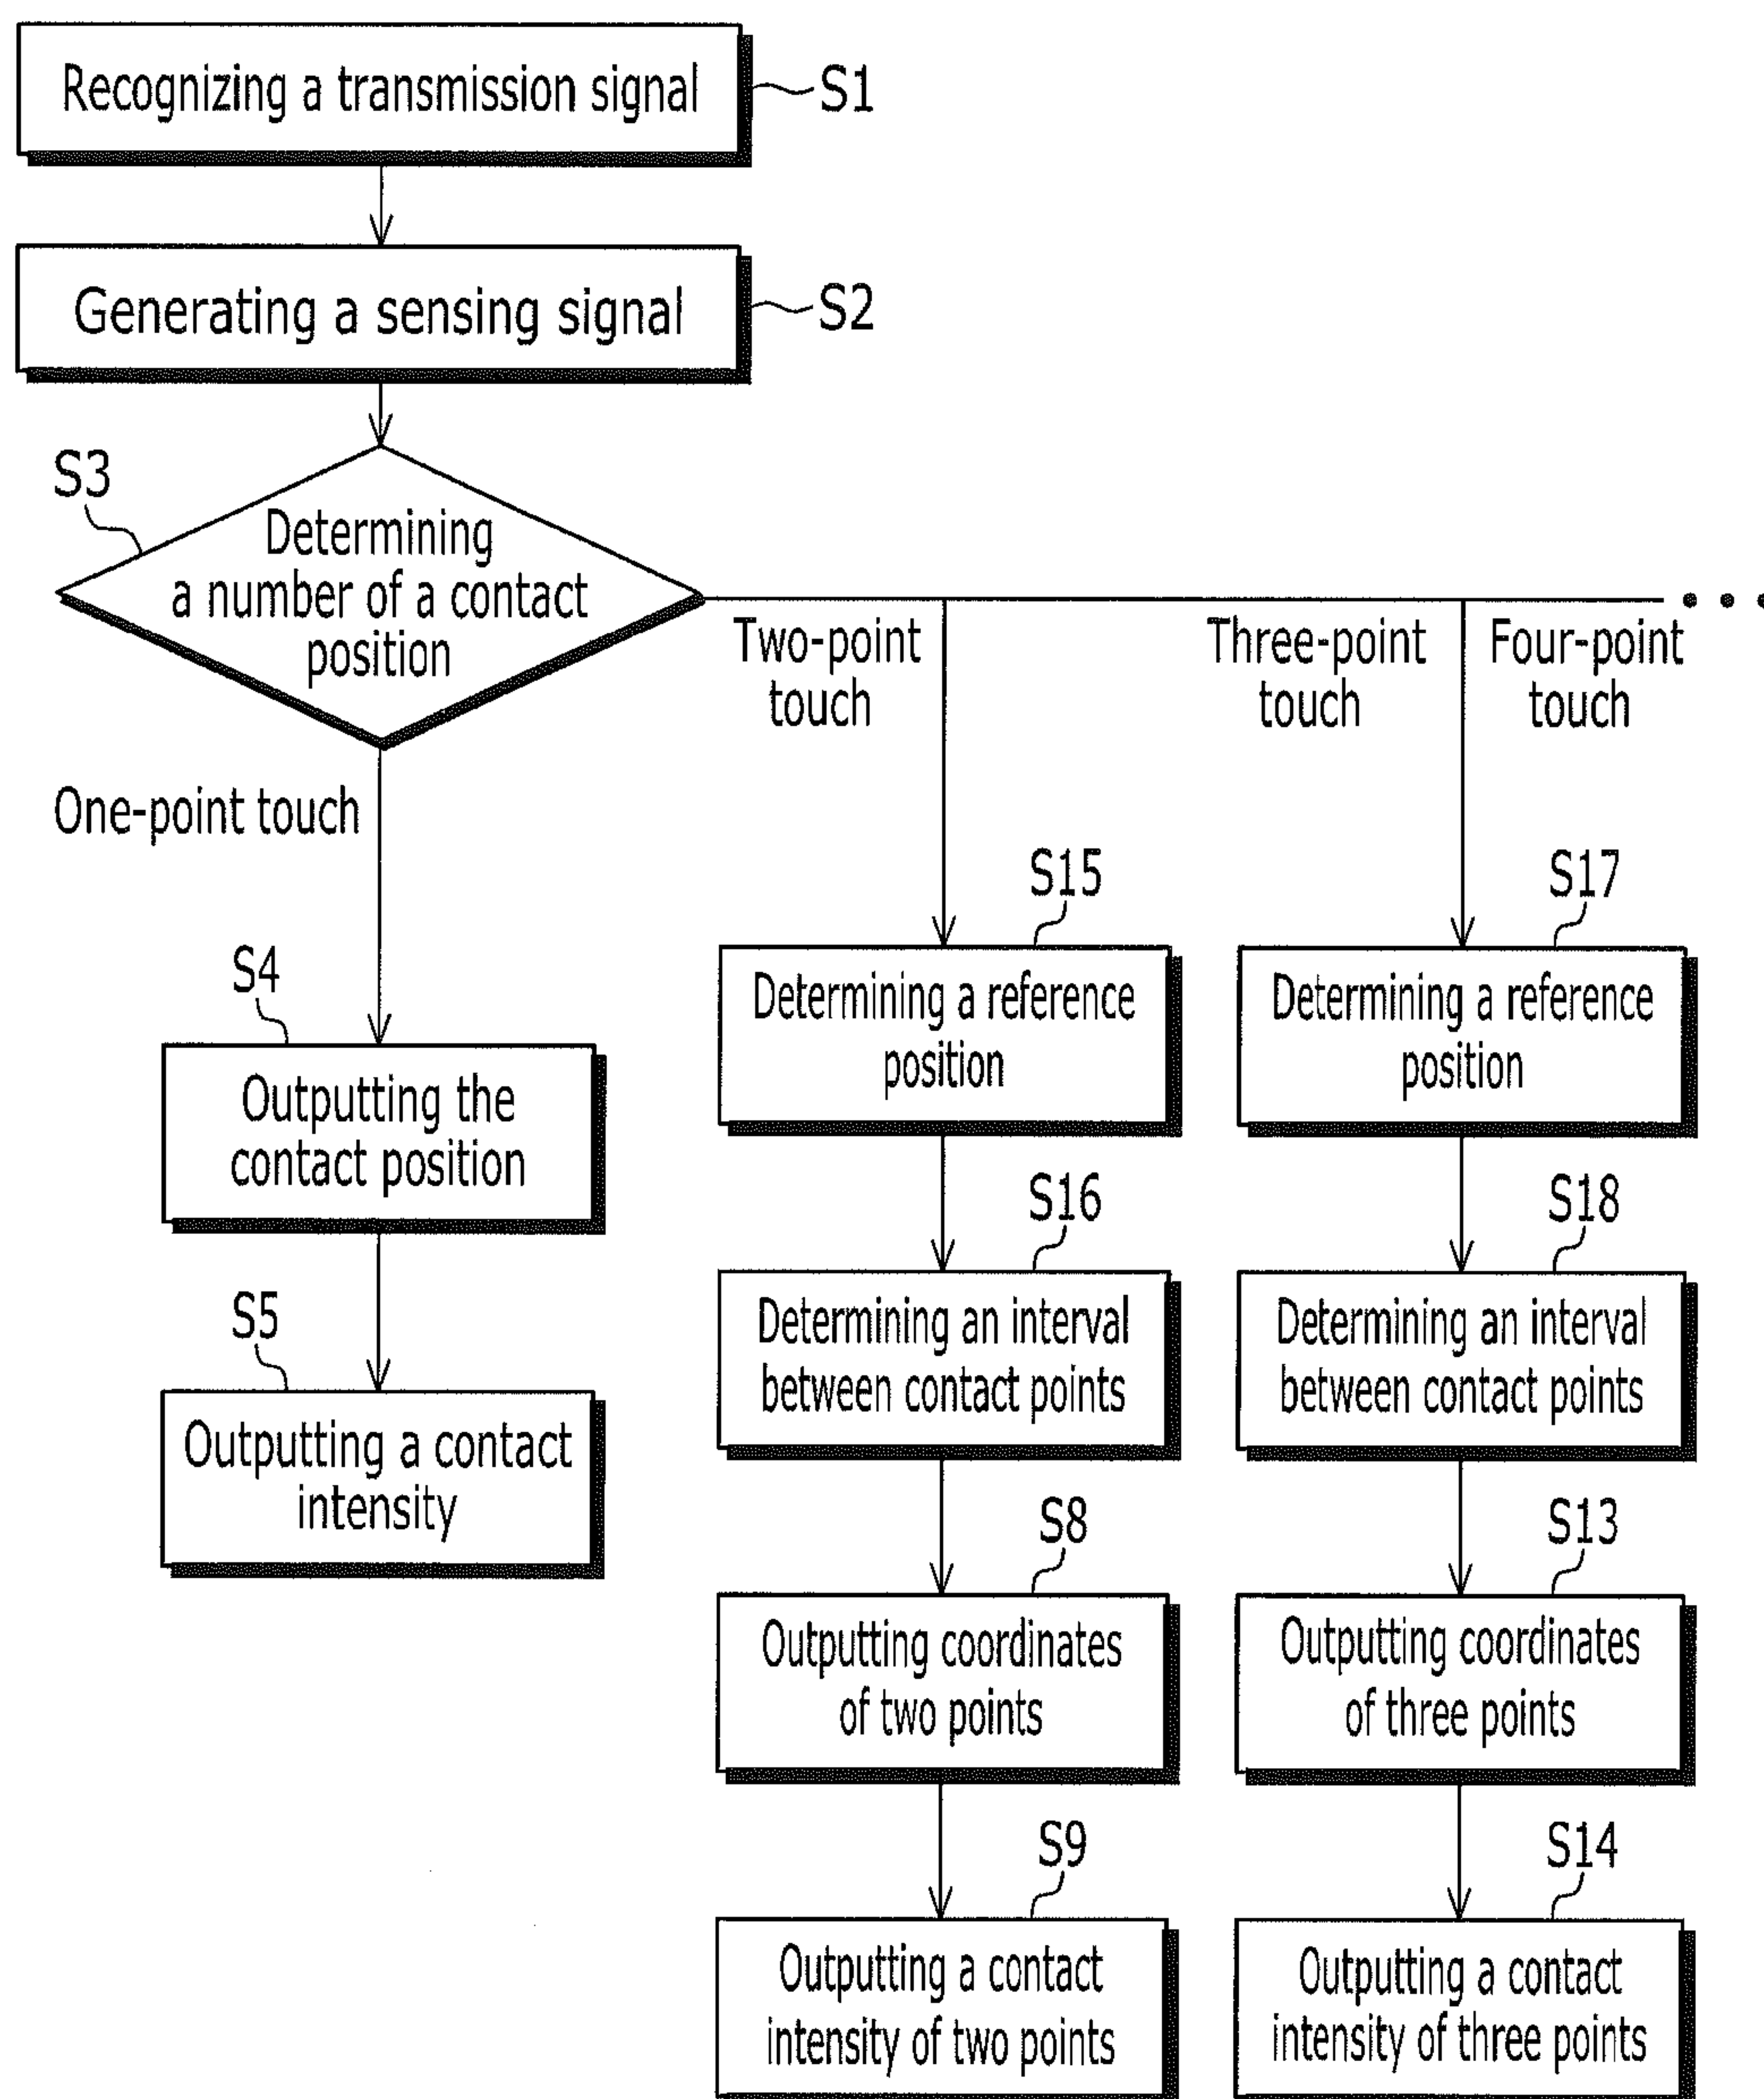 Recognizing a transmission signal
S1
Generating a sensing signal
S2
S3
Determining
a number of a contact
position
One-point touch
Two-point
touch
Three-point
touch
Four-point
touch
S4
Outputting the
contact position
S5
Outputting a contact
intensity
S15
Determining a reference
position
S16
Determining an interval
between contact points
S8
Outputting coordinates
of two points
S9
Outputting a contact
intensity of two points
S17
Determining a reference
position
S18
Determining an interval
between contact points
S13
Outputting coordinates
of three points
S14
Outputting a contact
intensity of three points